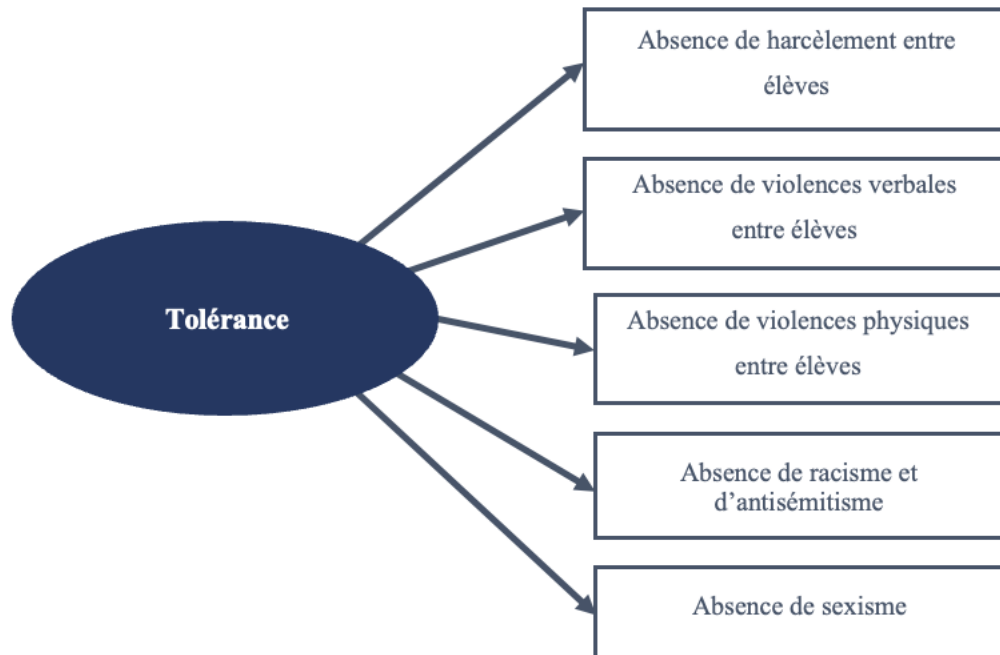 Absence de harcèlement entre
élèves
Absence de violences verbales
entre élèves
Tolérance
Absence de violences physiques
entre élèves
Absence de racisme et
d’antisémitisme
Absence de sexisme